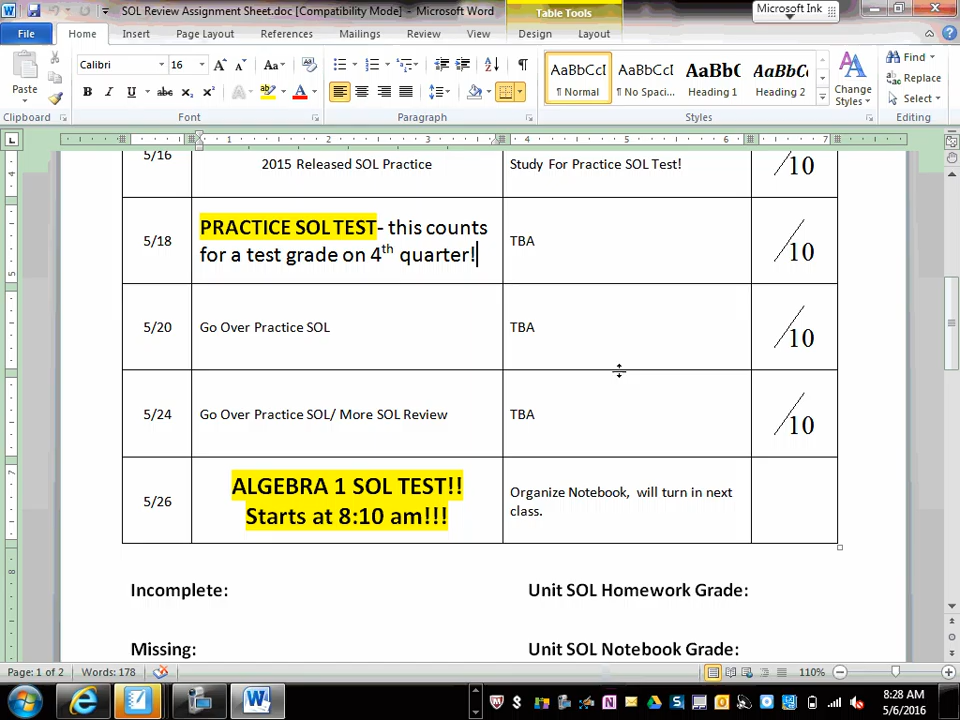 SOL Review Assignment Sheet.doc [Compatibility Mode] - Microsoft Word
Table Tools
Microsoft Ink
File Home Insert Page Layout References Mailings Review View Design Layout
Calibri 16
Paste
Clipboard
Font
Paragraph
AaBbCcI AaBbCcI AaBb( AaBbCc
¶ Normal ¶ No Spaci... Heading 1 Heading 2
Change Styles
Styles
Find
Replace
Select
Editing
5/16 2015 Released SOL Practice Study For Practice SOL Test! /10
PRACTICE SOL TEST- this counts
5/18 TBA /10
for a test grade on 4th quarter!
5/20 Go Over Practice SOL TBA /10
5/24 Go Over Practice SOL/ More SOL Review TBA /10
ALGEBRA 1 SOL TEST!!
5/26 Organize Notebook, will turn in next
Starts at 8:10 am!!! class.
Incomplete: Unit SOL Homework Grade:
Missing: Unit SOL Notebook Grade:
Page: 1 of 2 Words: 178 110%
8:28 AM
5/6/2016